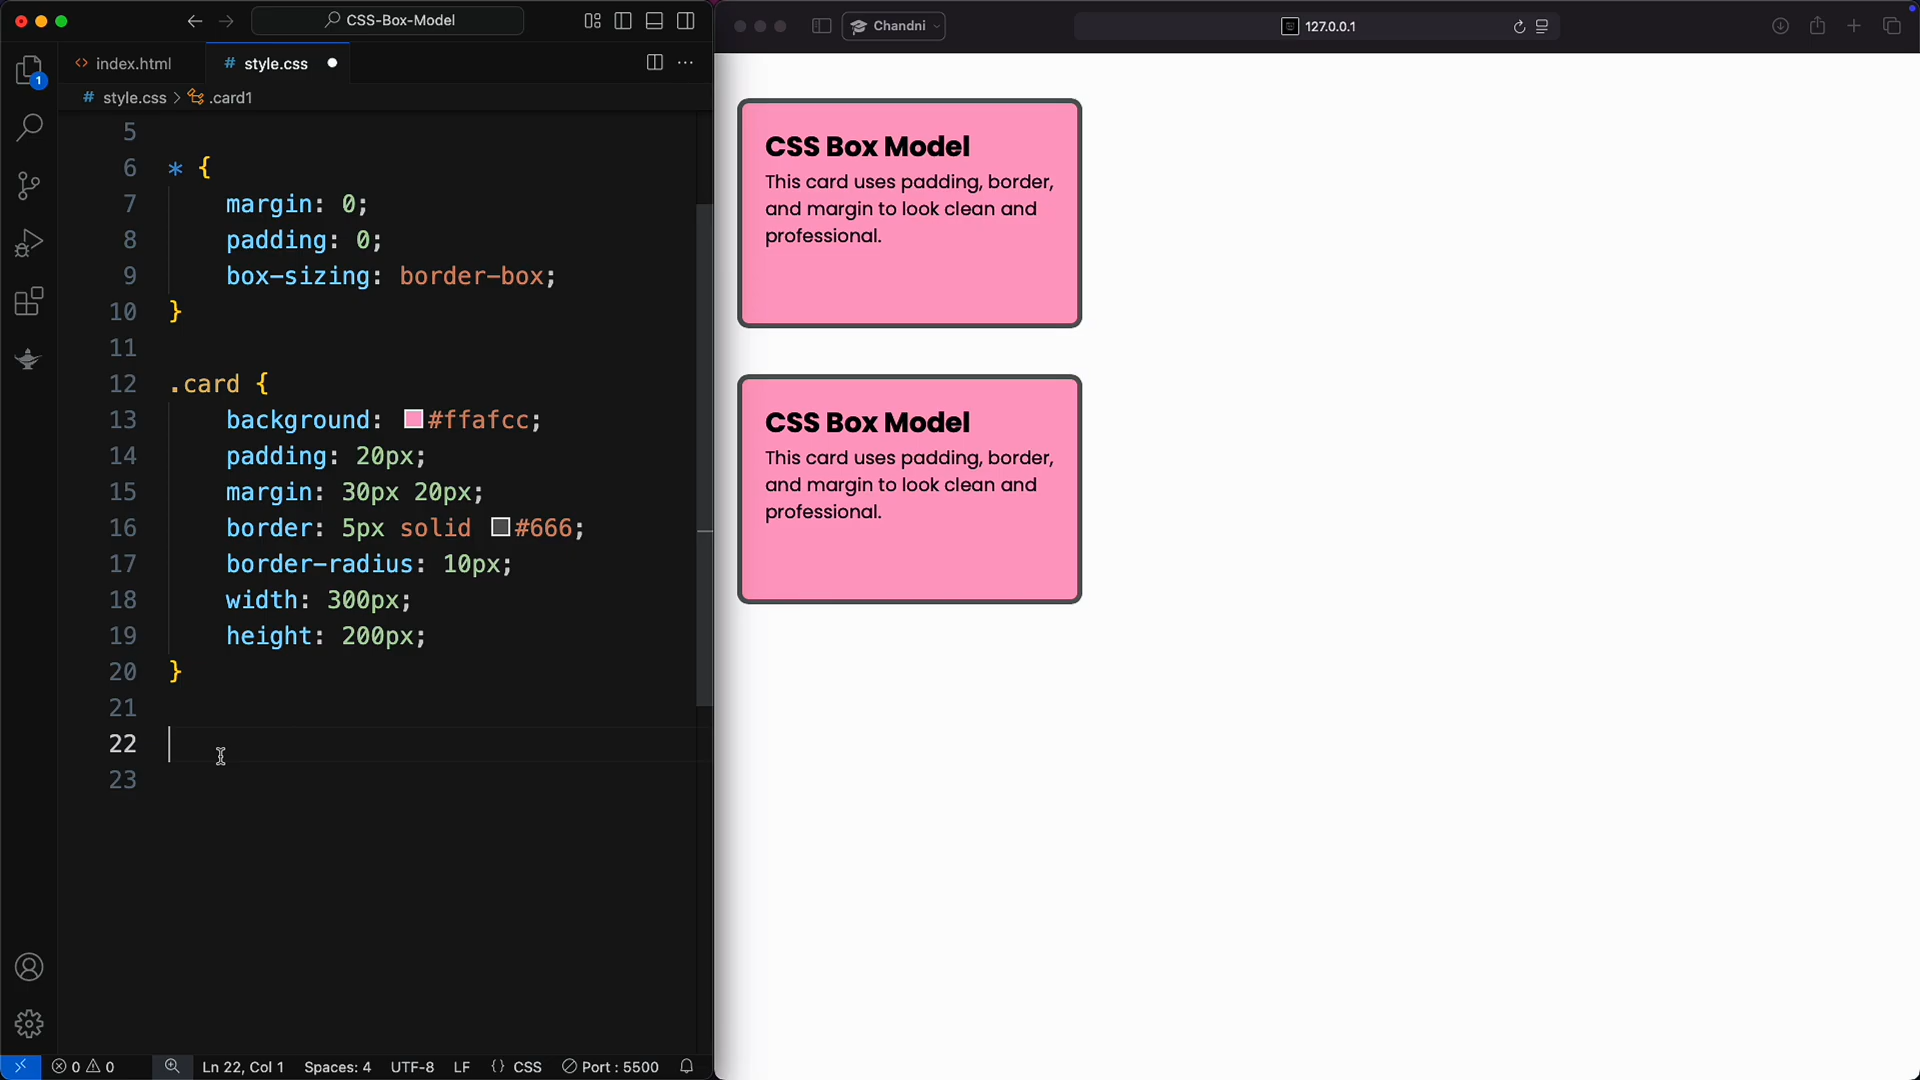 CSS-Box-Model
index.html
# style.css
1
# style.css > .card1
5
6 * {
7 margin: 0;
8 padding: 0;
9 box-sizing: border-box;
10 }
11
12 .card {
13 background: #ffafcc;
14 padding: 20px;
15 margin: 30px 20px;
16 border: 5px solid #666;
17 border-radius: 10px;
18 width: 300px;
19 height: 200px;
20 }
21
22
23
0 0 Ln 22, Col 1 Spaces: 4 UTF-8 LF {} CSS Port : 5500
Chandni
127.0.0.1
CSS Box Model
This card uses padding, border,
and margin to look clean and
professional.
CSS Box Model
This card uses padding, border,
and margin to look clean and
professional.